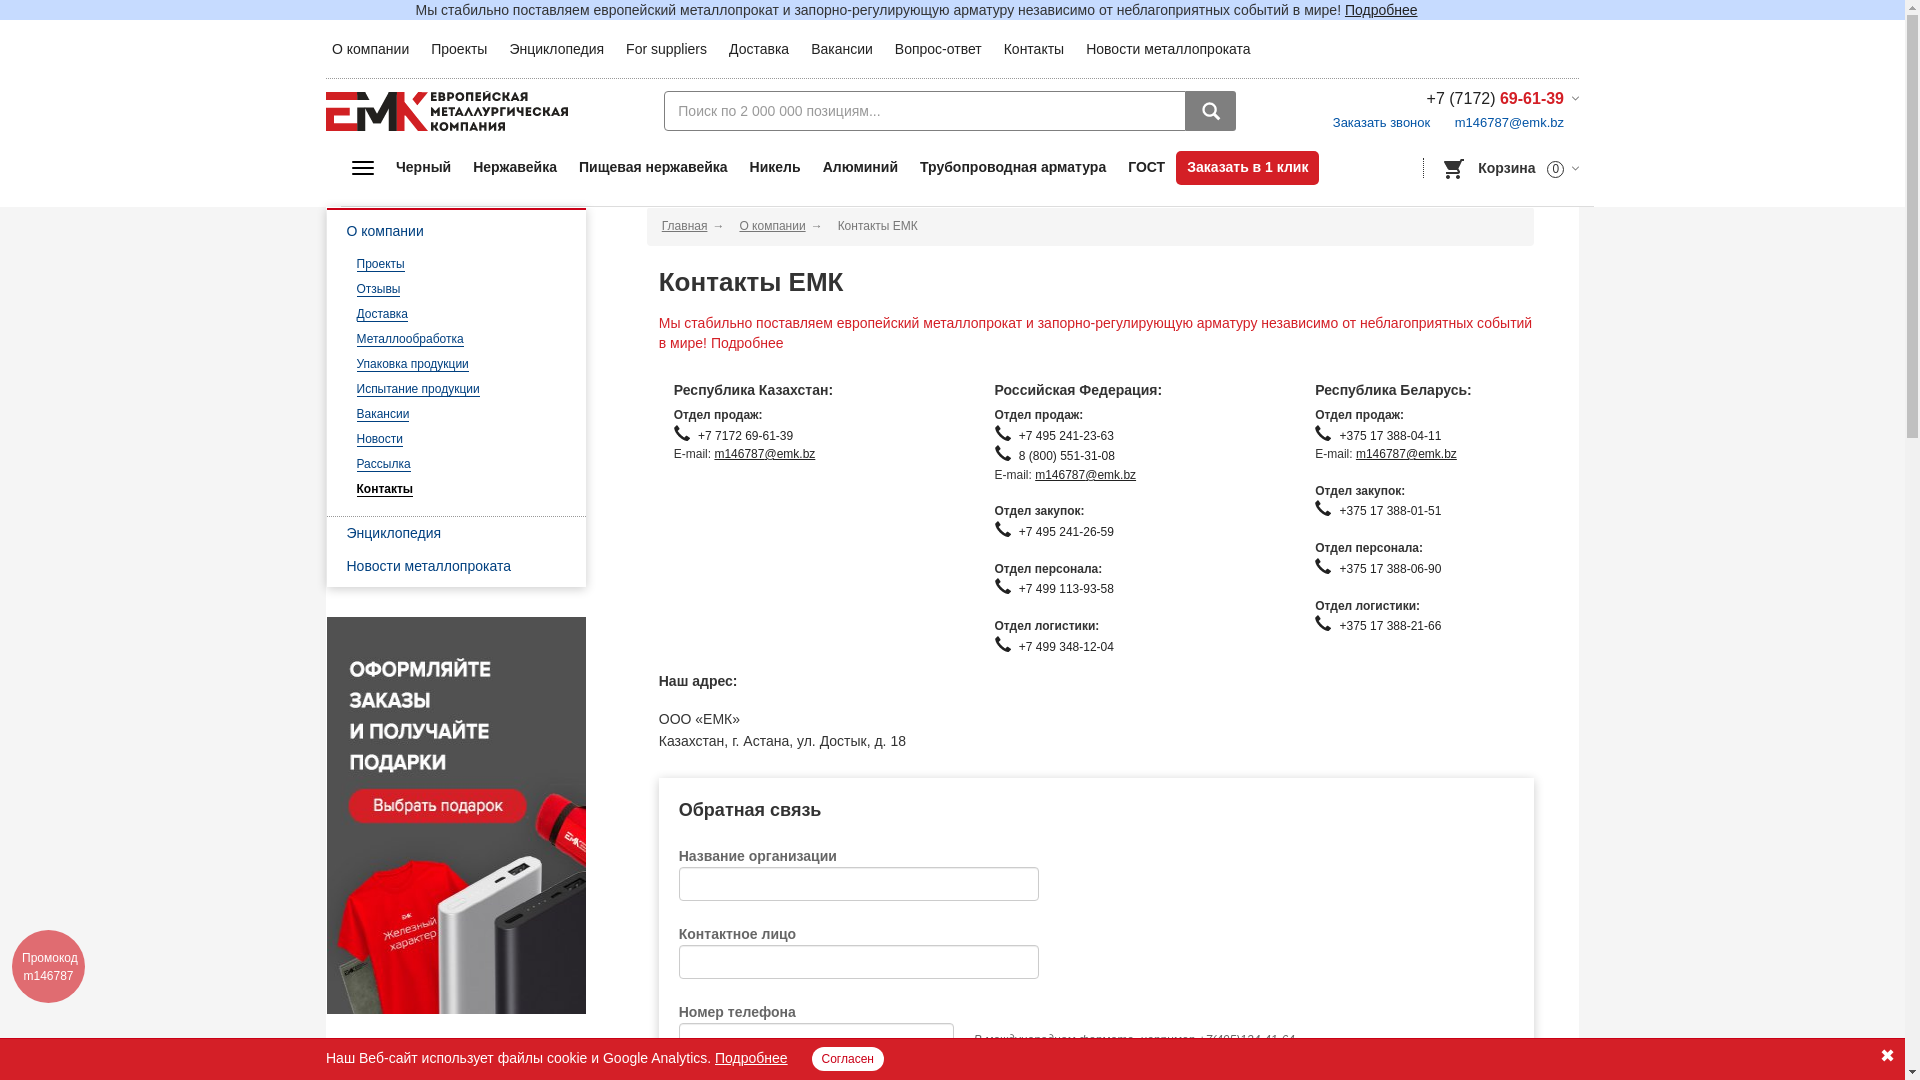 Мы стабильно поставляем европейский металлопрокат и запорно-регулирующую арматуру независимо от неблагоприятных событий в мире! Подробнее
О компании Проекты Энциклопедия For suppliers Доставка Вакансии Вопрос-ответ Контакты Новости металлопроката
ЕМК ЕВРОПЕЙСКАЯ
МЕТАЛЛУРГИЧЕСКАЯ
КОМПАНИЯ
Поиск по 2 000 000 позициям...
+7 (7172) 69-61-39
Заказать звонок m146787@emk.bz
Черный Нержавейка Пищевая нержавейка Никель Алюминий Трубопроводная арматура ГОСТ Заказать в 1 клик
Корзина 0
О компании
Проекты
Отзывы
Доставка
Металлообработка
Упаковка продукции
Испытание продукции
Вакансии
Новости
Рассылка
Контакты
Энциклопедия
Новости металлопроката
ОФОРМЛЯЙТЕ
ЗАКАЗЫ
И ПОЛУЧАЙТЕ
ПОДАРКИ
Выбрать подарок
ЕМК
ЕМК
Железный
характер
Промокод
m146787
Главная → О компании → Контакты ЕМК
Контакты ЕМК
Мы стабильно поставляем европейский металлопрокат и запорно-регулирующую арматуру независимо от неблагоприятных событий
в мире! Подробнее
Республика Казахстан:
Отдел продаж:
+7 7172 69-61-39
E-mail: m146787@emk.bz
Российская Федерация:
Отдел продаж:
+7 495 241-23-63
8 (800) 551-31-08
E-mail: m146787@emk.bz
Отдел закупок:
+7 495 241-26-59
Отдел персонала:
+7 499 113-93-58
Отдел логистики:
+7 499 348-12-04
Республика Беларусь:
Отдел продаж:
+375 17 388-04-11
E-mail: m146787@emk.bz
Отдел закупок:
+375 17 388-01-51
Отдел персонала:
+375 17 388-06-90
Отдел логистики:
+375 17 388-21-66
Наш адрес:
ООО «ЕМК»
Казахстан, г. Астана, ул. Достык, д. 18
Обратная связь
Название организации
Контактное лицо
Номер телефона
Наш Веб-сайт использует файлы cookie и Google Analytics. Подробнее Согласен